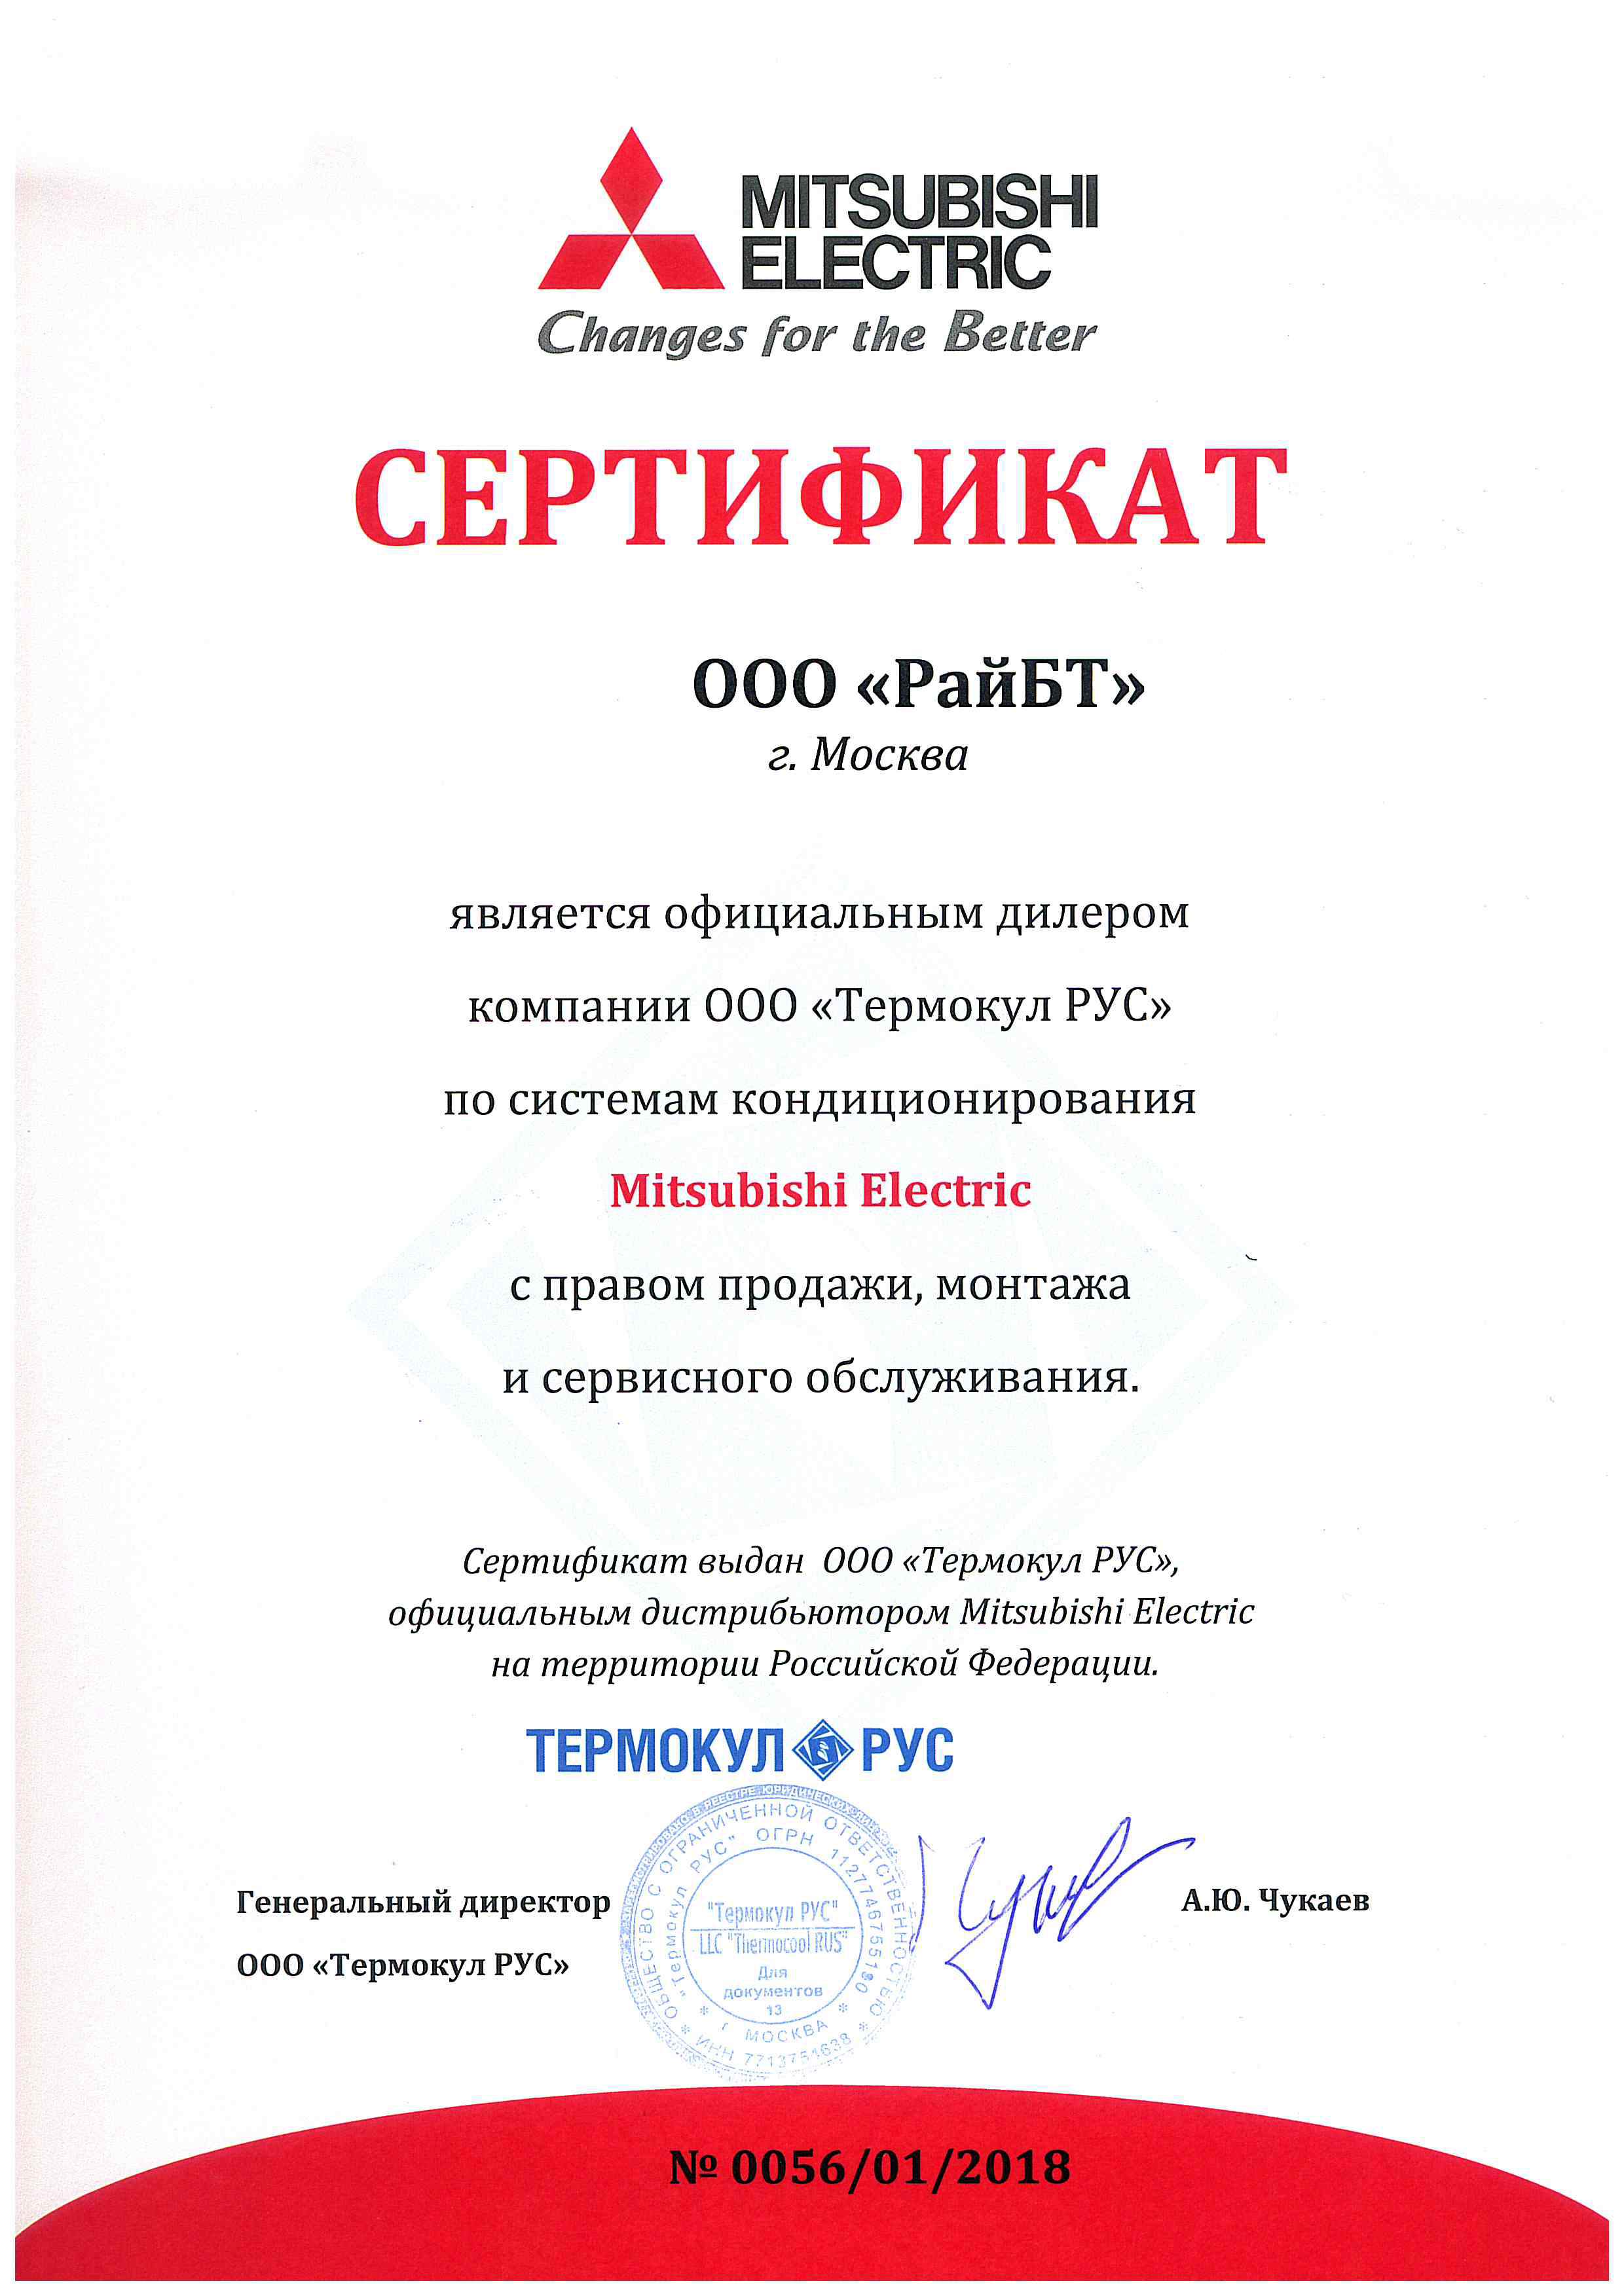 MITSUBISHI
ELECTRIC
Changes for the Better
СЕРТИФИКАТ
ООО «РайБТ»
г. Москва
является официальным дилером
компании ООО «Термокул РУС»
по системам кондиционирования
Mitsubishi Electric
с правом продажи, монтажа
и сервисного обслуживания.
Сертификат выдан ООО «Термокул РУС»,
официальным дистрибьютором Mitsubishi Electric
на территории Российской Федерации.
ТЕРМОКУЛ РУС
Генеральный директор
ООО «Термокул РУС»
А.Ю. Чукаев
ОБЩЕСТВО С ОГРАНИЧЕННОЙ ОТВЕТСТВЕННОСТЬЮ
"Термокул РУС" ОГРН 1127746755180
"Термокул РУС"
LLC "Thermocool RUS"
Для
документов
13
г МОСКВА
ИНН 7713751638
№ 0056/01/2018